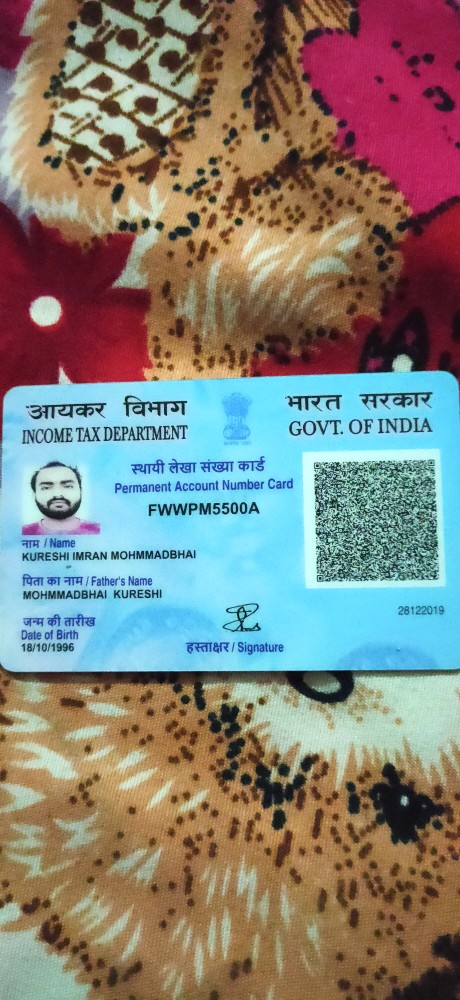 आयकर विभाग
INCOME TAX DEPARTMENT
भारत सरकार
GOVT. OF INDIA
स्थायी लेखा संख्या कार्ड
Permanent Account Number Card
FWWPM5500A
नाम / Name
KURESHI IMRAN MOHMMADBHAI
पिता का नाम / Father's Name
MOHMMADBHAI KURESHI
जन्म की तारीख
Date of Birth
18/10/1996
हस्ताक्षर / Signature
28122019